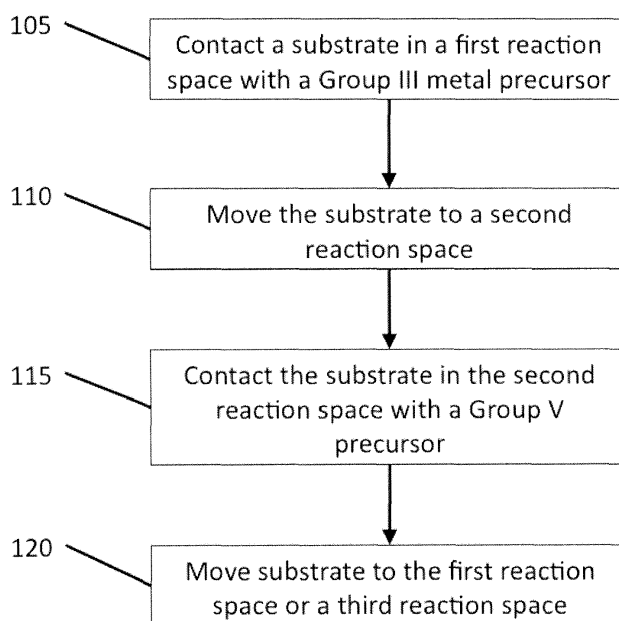 105
Contact a substrate in a first reaction
space with a Group III metal precursor
110
Move the substrate to a second
reaction space
115
Contact the substrate in the second
reaction space with a Group V
precursor
120
Move substrate to the first reaction
space or a third reaction space